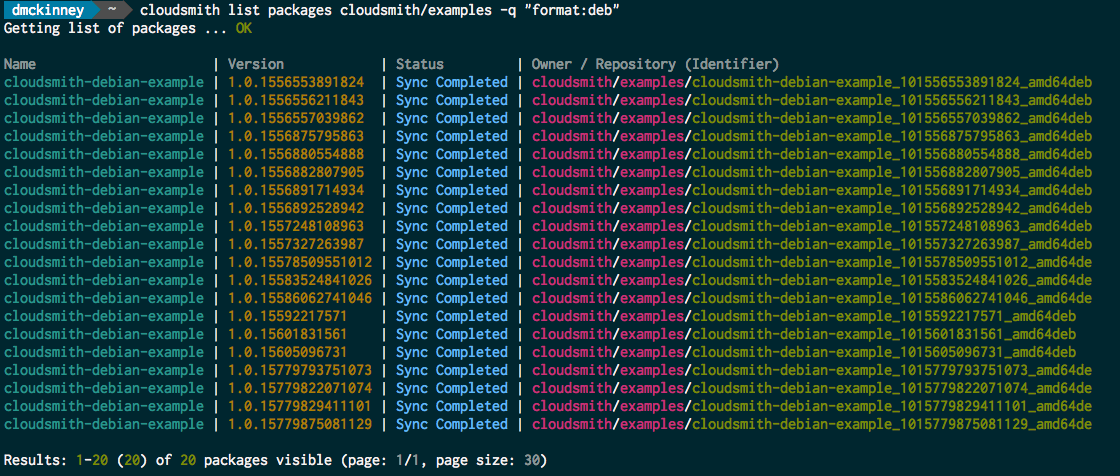 dmckinney ~ cloudsmith list packages cloudsmith/examples -q "format:deb"
Getting list of packages ... OK
Name | Version | Status | Owner / Repository (Identifier)
cloudsmith-debian-example | 1.0.1556553891824 | Sync Completed | cloudsmith/examples/cloudsmith-debian-example_101556553891824_amd64deb
cloudsmith-debian-example | 1.0.1556556211843 | Sync Completed | cloudsmith/examples/cloudsmith-debian-example_101556556211843_amd64deb
cloudsmith-debian-example | 1.0.1556557039862 | Sync Completed | cloudsmith/examples/cloudsmith-debian-example_101556557039862_amd64deb
cloudsmith-debian-example | 1.0.1556875795863 | Sync Completed | cloudsmith/examples/cloudsmith-debian-example_101556875795863_amd64deb
cloudsmith-debian-example | 1.0.1556880554888 | Sync Completed | cloudsmith/examples/cloudsmith-debian-example_101556880554888_amd64deb
cloudsmith-debian-example | 1.0.1556882807905 | Sync Completed | cloudsmith/examples/cloudsmith-debian-example_101556882807905_amd64deb
cloudsmith-debian-example | 1.0.1556891714934 | Sync Completed | cloudsmith/examples/cloudsmith-debian-example_101556891714934_amd64deb
cloudsmith-debian-example | 1.0.1556892528942 | Sync Completed | cloudsmith/examples/cloudsmith-debian-example_101556892528942_amd64deb
cloudsmith-debian-example | 1.0.1557248108963 | Sync Completed | cloudsmith/examples/cloudsmith-debian-example_101557248108963_amd64deb
cloudsmith-debian-example | 1.0.1557327263987 | Sync Completed | cloudsmith/examples/cloudsmith-debian-example_101557327263987_amd64deb
cloudsmith-debian-example | 1.0.15578509551012 | Sync Completed | cloudsmith/examples/cloudsmith-debian-example_1015578509551012_amd64de
cloudsmith-debian-example | 1.0.15583524841026 | Sync Completed | cloudsmith/examples/cloudsmith-debian-example_1015583524841026_amd64de
cloudsmith-debian-example | 1.0.15586062741046 | Sync Completed | cloudsmith/examples/cloudsmith-debian-example_1015586062741046_amd64de
cloudsmith-debian-example | 1.0.15592217571 | Sync Completed | cloudsmith/examples/cloudsmith-debian-example_1015592217571_amd64deb
cloudsmith-debian-example | 1.0.15601831561 | Sync Completed | cloudsmith/examples/cloudsmith-debian-example_1015601831561_amd64deb
cloudsmith-debian-example | 1.0.15605096731 | Sync Completed | cloudsmith/examples/cloudsmith-debian-example_1015605096731_amd64deb
cloudsmith-debian-example | 1.0.15779793751073 | Sync Completed | cloudsmith/examples/cloudsmith-debian-example_1015779793751073_amd64de
cloudsmith-debian-example | 1.0.15779822071074 | Sync Completed | cloudsmith/examples/cloudsmith-debian-example_1015779822071074_amd64de
cloudsmith-debian-example | 1.0.15779829411101 | Sync Completed | cloudsmith/examples/cloudsmith-debian-example_1015779829411101_amd64de
cloudsmith-debian-example | 1.0.15779875081129 | Sync Completed | cloudsmith/examples/cloudsmith-debian-example_1015779875081129_amd64de
Results: 1-20 (20) of 20 packages visible (page: 1/1, page size: 30)